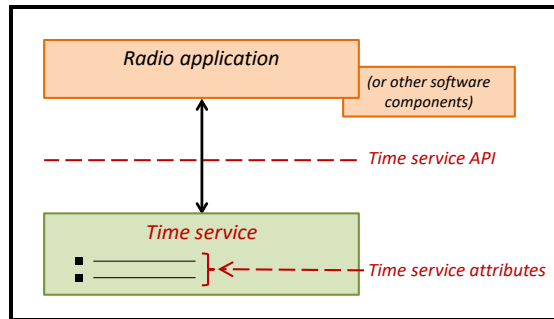 Radio application
(or other software
components)
Time service API
Time service
Time service attributes